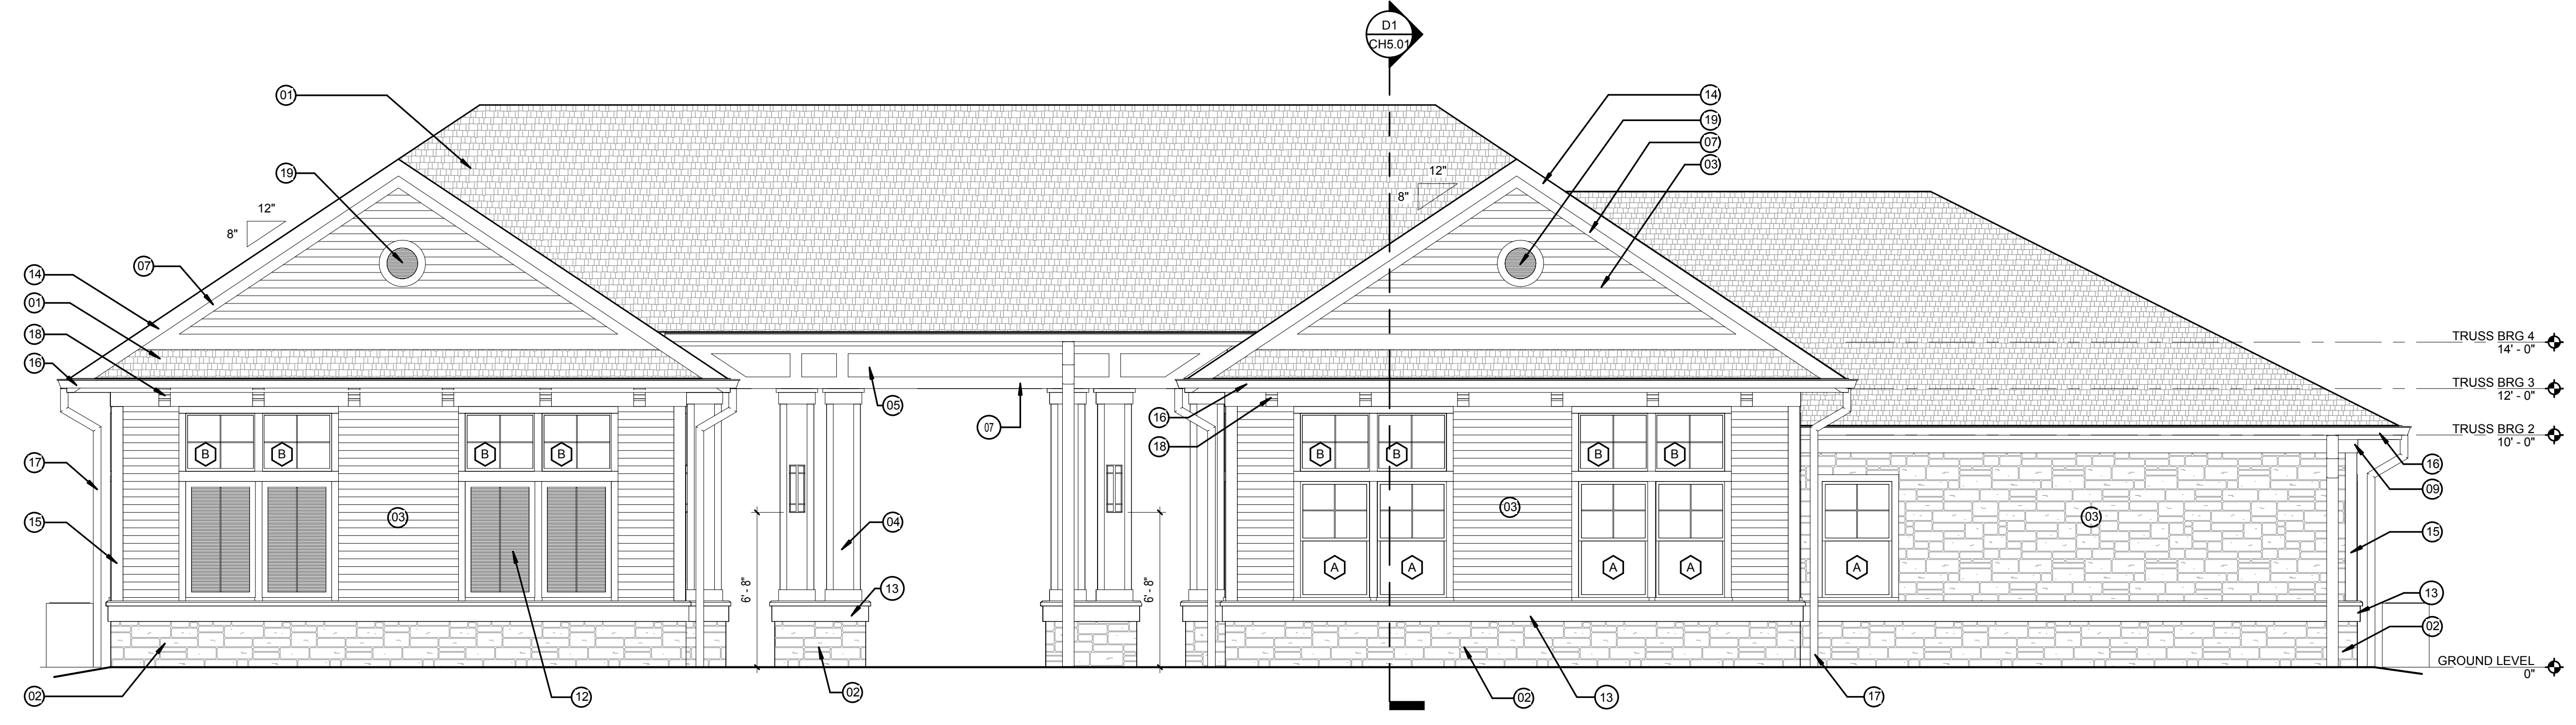 D1
CH5.01
01
14
19
07
03
12"
8"
19
12"
8"
07
14
01
18
16
TRUSS BRG 4
14' - 0"
TRUSS BRG 3
12' - 0"
TRUSS BRG 2
10' - 0"
05
07
16
18
B
B
B
B
B
B
B
B
17
16
09
15
03
04
03
03
15
A
A
A
A
A
6' - 8"
6' - 8"
13
13
02
GROUND LEVEL
0"
02
12
02
02
13
17